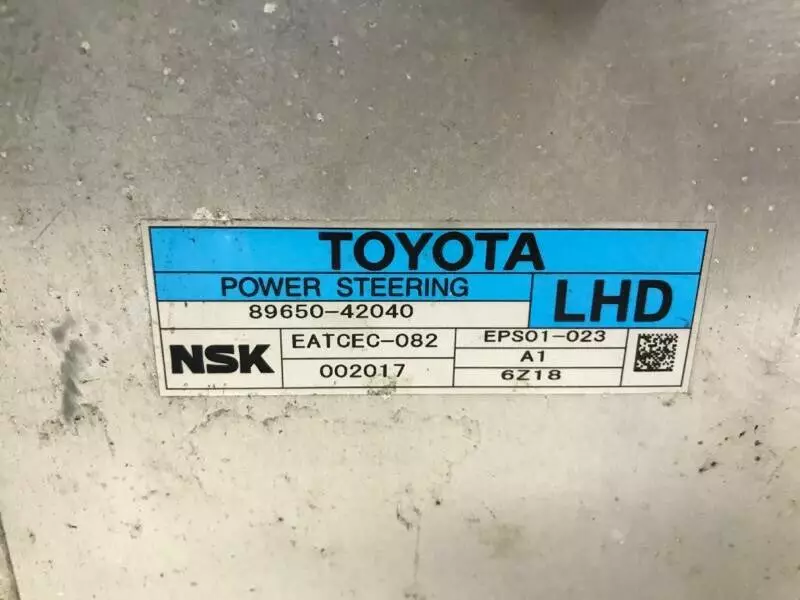 TOYOTA
POWER STEERING
LHD
89650-42040
NSK
EATCEC-082
EPS01-023
A1
002017
6Z18